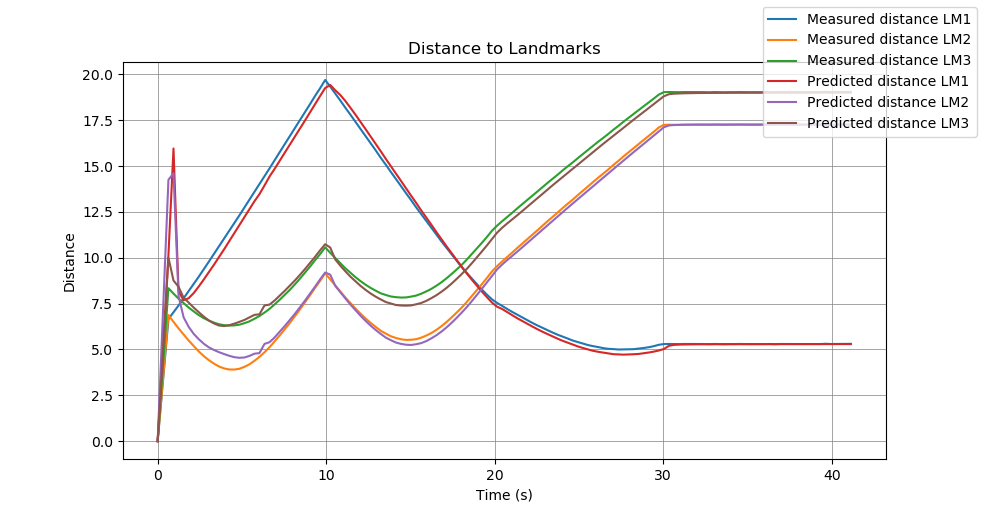 Distance to Landmarks
Measured distance LM1
Measured distance LM2
Measured distance LM3
Predicted distance LM1
Predicted distance LM2
Predicted distance LM3
Distance
20.0
17.5
15.0
12.5
10.0
7.5
5.0
2.5
0.0
0 10 20 30 40
Time (s)